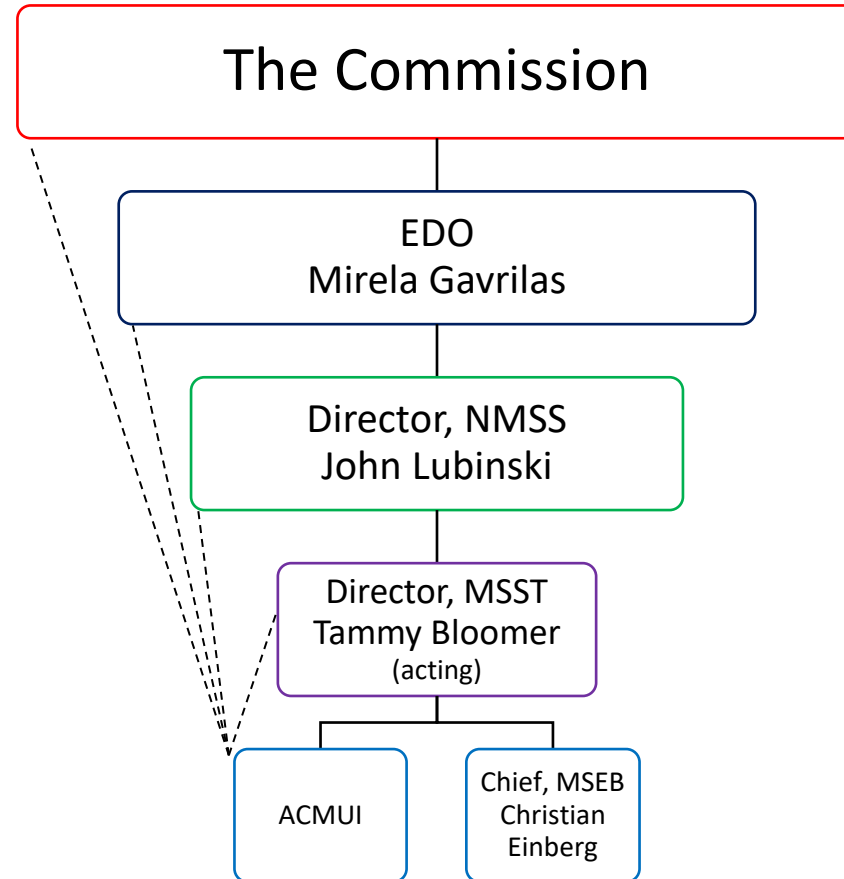 The Commission
EDO
Mirela Gavrilas
Director, NMSS
John Lubinski
Director, MSST
Tammy Bloomer
(acting)
ACMUI
Chief, MSEB
Christian
Einberg